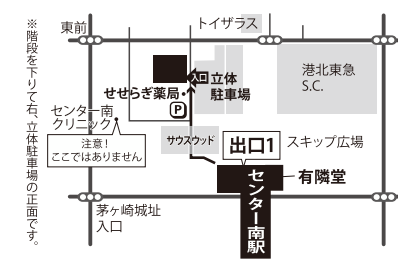 ※階段を下りて右、立体駐車場の正面です。
東前
トイザラス
入口
立体
駐車場
港北東急
S.C.
せせらぎ薬局
P
センター南
クリニック
注意！
ここではありません
サウスウッド
出口1
スキップ広場
有隣堂
センター南駅
茅ヶ崎城址
入口